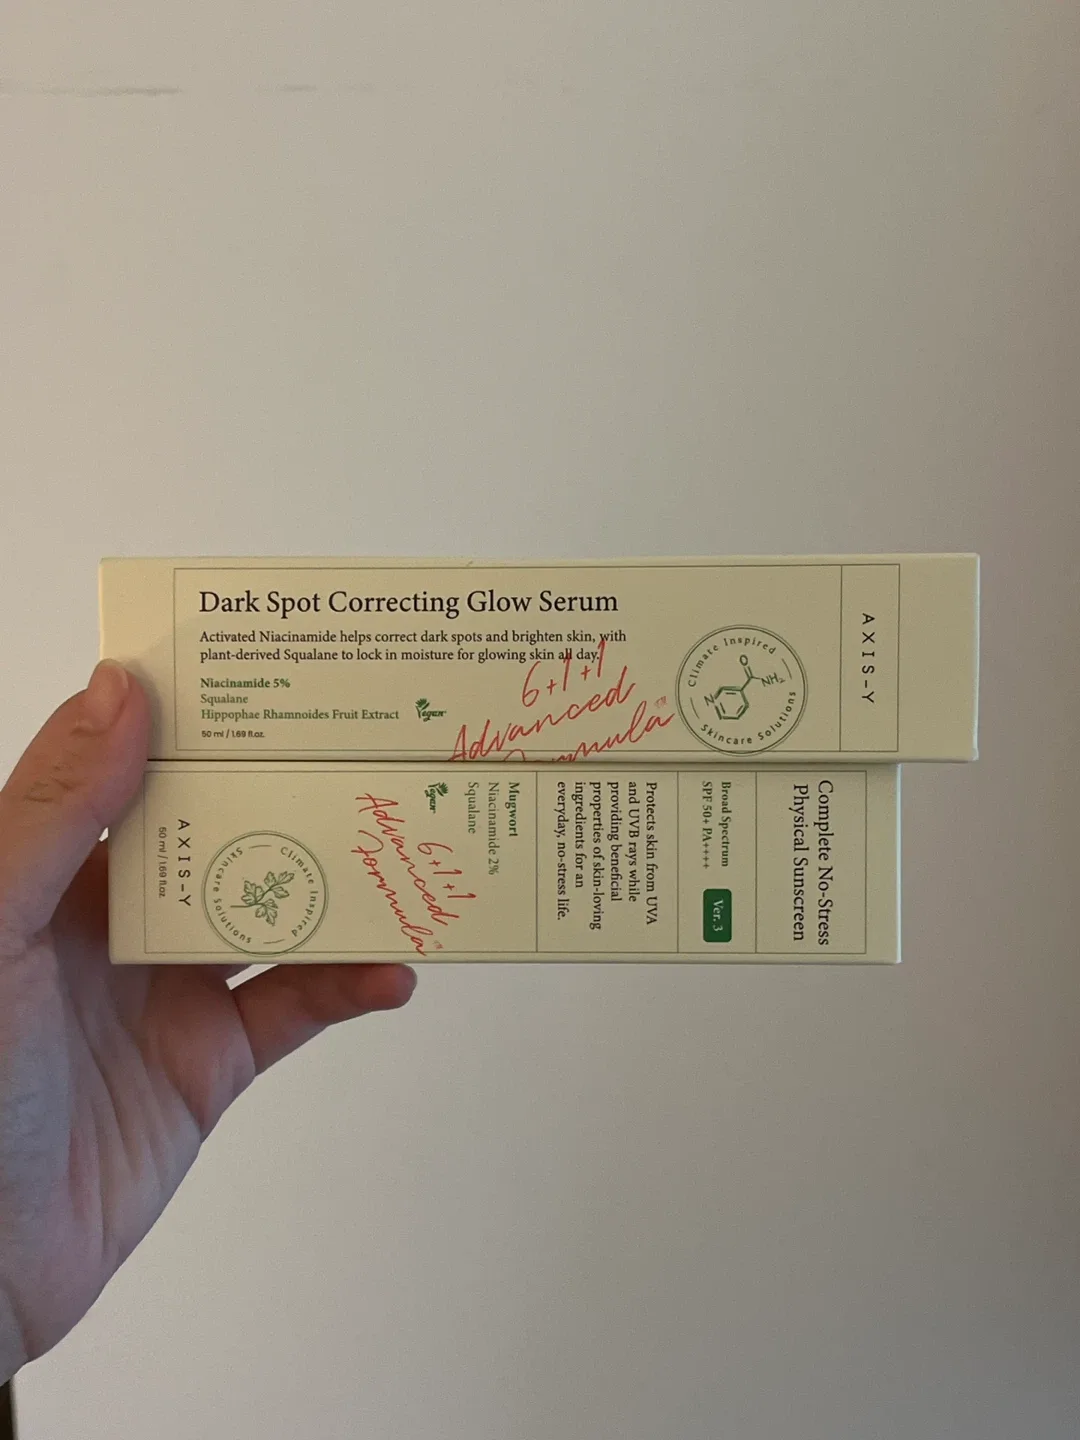 Dark Spot Correcting Glow Serum
Activated Niacinamide helps correct dark spots and brighten skin, with
plant-derived Squalane to lock in moisture for glowing skin all day.
Niacinamide 5%
Squalane
Hippophae Rhamnoides Fruit Extract
50 ml / 1.69 fl.oz.
Vegan
6+1+1
Advanced
Formula™
Climate Inspired
Skincare Solutions
O
NH₂
N
AXIS-Y
Complete No-Stress
Physical Sunscreen
Broad Spectrum
SPF 50+ PA++++
Ver. 3
Protects skin from UVA
and UVB rays while
providing beneficial
properties of skin-loving
ingredients for an
everyday, no-stress life.
Mugwort
Niacinamide 2%
Squalane
Vegan
6+1+1
Advanced
Formula™
Climate Inspired
Skincare Solutions
AXIS-Y
50 ml / 1.69 fl.oz.